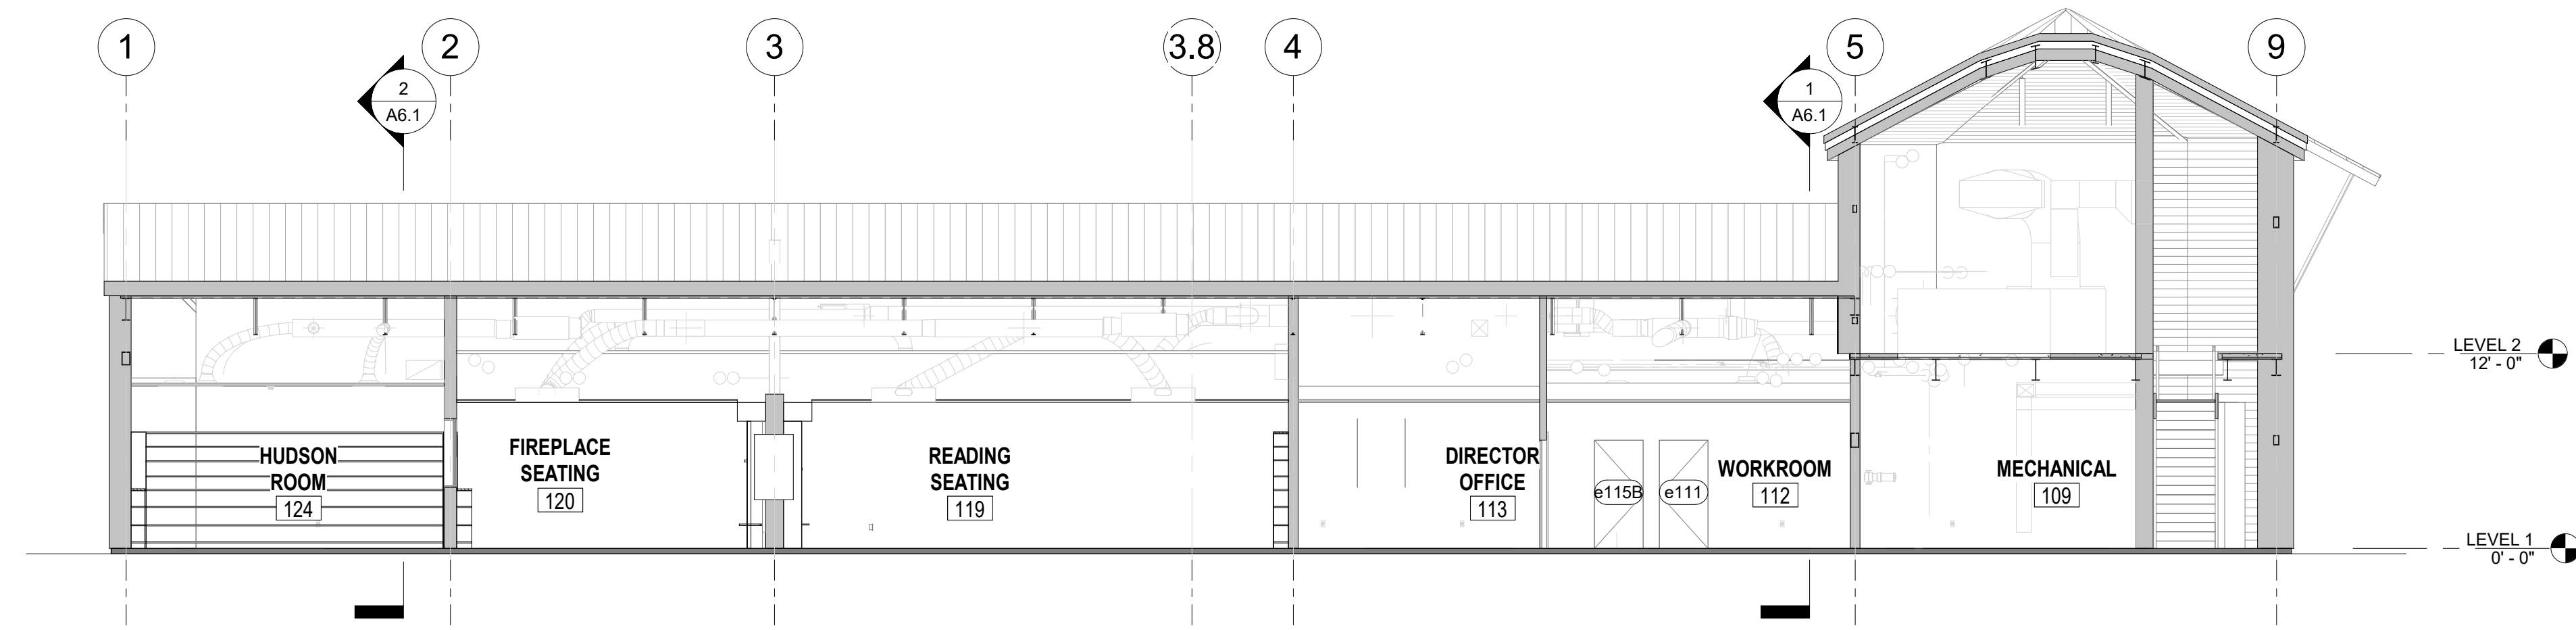 1
2
3
3.8
4
5
9
2
A6.1
1
A6.1
LEVEL 2
12' - 0"
HUDSON
ROOM
124
FIREPLACE
SEATING
120
READING
SEATING
119
DIRECTOR
OFFICE
113
e115B
e111
WORKROOM
112
MECHANICAL
109
LEVEL 1
0' - 0"